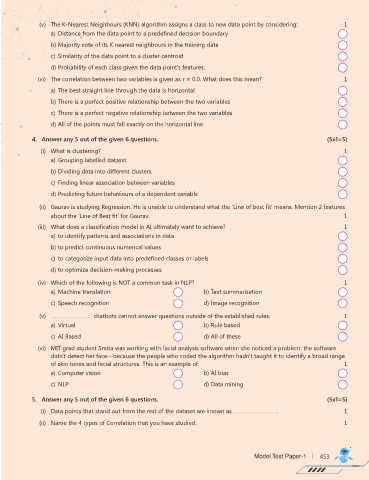 (v) The K-Nearest Neighbours (KNN) algorithm assigns a class to new data point by considering: 1
a) Distance from the data point to a predefined decision boundary
b) Majority vote of its K nearest neighbours in the training data
c) Similarity of the data point to a cluster centroid
d) Probability of each class given the data point's features.
(vi) The correlation between two variables is given as r = 0.0. What does this mean? 1
a) The best straight line through the data is horizontal
b) There is a perfect positive relationship between the two variables
c) There is a perfect negative relationship between the two variables
d) All of the points must fall exactly on the horizontal line
4. Answer any 5 out of the given 6 questions. (5x1=5)
(i) What is clustering? 1
a) Grouping labelled dataset
b) Dividing data into different clusters
c) Finding linear association between variables
d) Predicting future behaviours of a dependent variable
(ii) Gaurav is studying Regression. He is unable to understand what the 'Line of best fit' means. Mention 2 features
about the 'Line of Best fit' for Gaurav. 1
(iii) What does a classification model in AI ultimately want to achieve? 1
a) to identify patterns and associations in data
b) to predict continuous numerical values
c) to categorize input data into predefined classes or labels
d) to optimize decision-making processes
(iv) Which of the following is NOT a common task in NLP? 1
a) Machine translation b) Text summarisation
c) Speech recognition d) Image recognition
(v) ........................ chatbots cannot answer questions outside of the established rules. 1
a) Virtual b) Rule based
c) AI Based d) All of these
(vi) MIT grad student Smita was working with facial analysis software when she noticed a problem: the software
didn't detect her face—because the people who coded the algorithm hadn't taught it to identify a broad range
of skin tones and facial structures. This is an example of: 1
a) Computer vision b) AI bias
c) NLP d) Data mining
5. Answer any 5 out of the given 6 questions. (5x1=5)
(i) Data points that stand out from the rest of the dataset are known as ........................ 1
(ii) Name the 4 types of Correlation that you have studied. 1
Model Test Paper-1 | 453